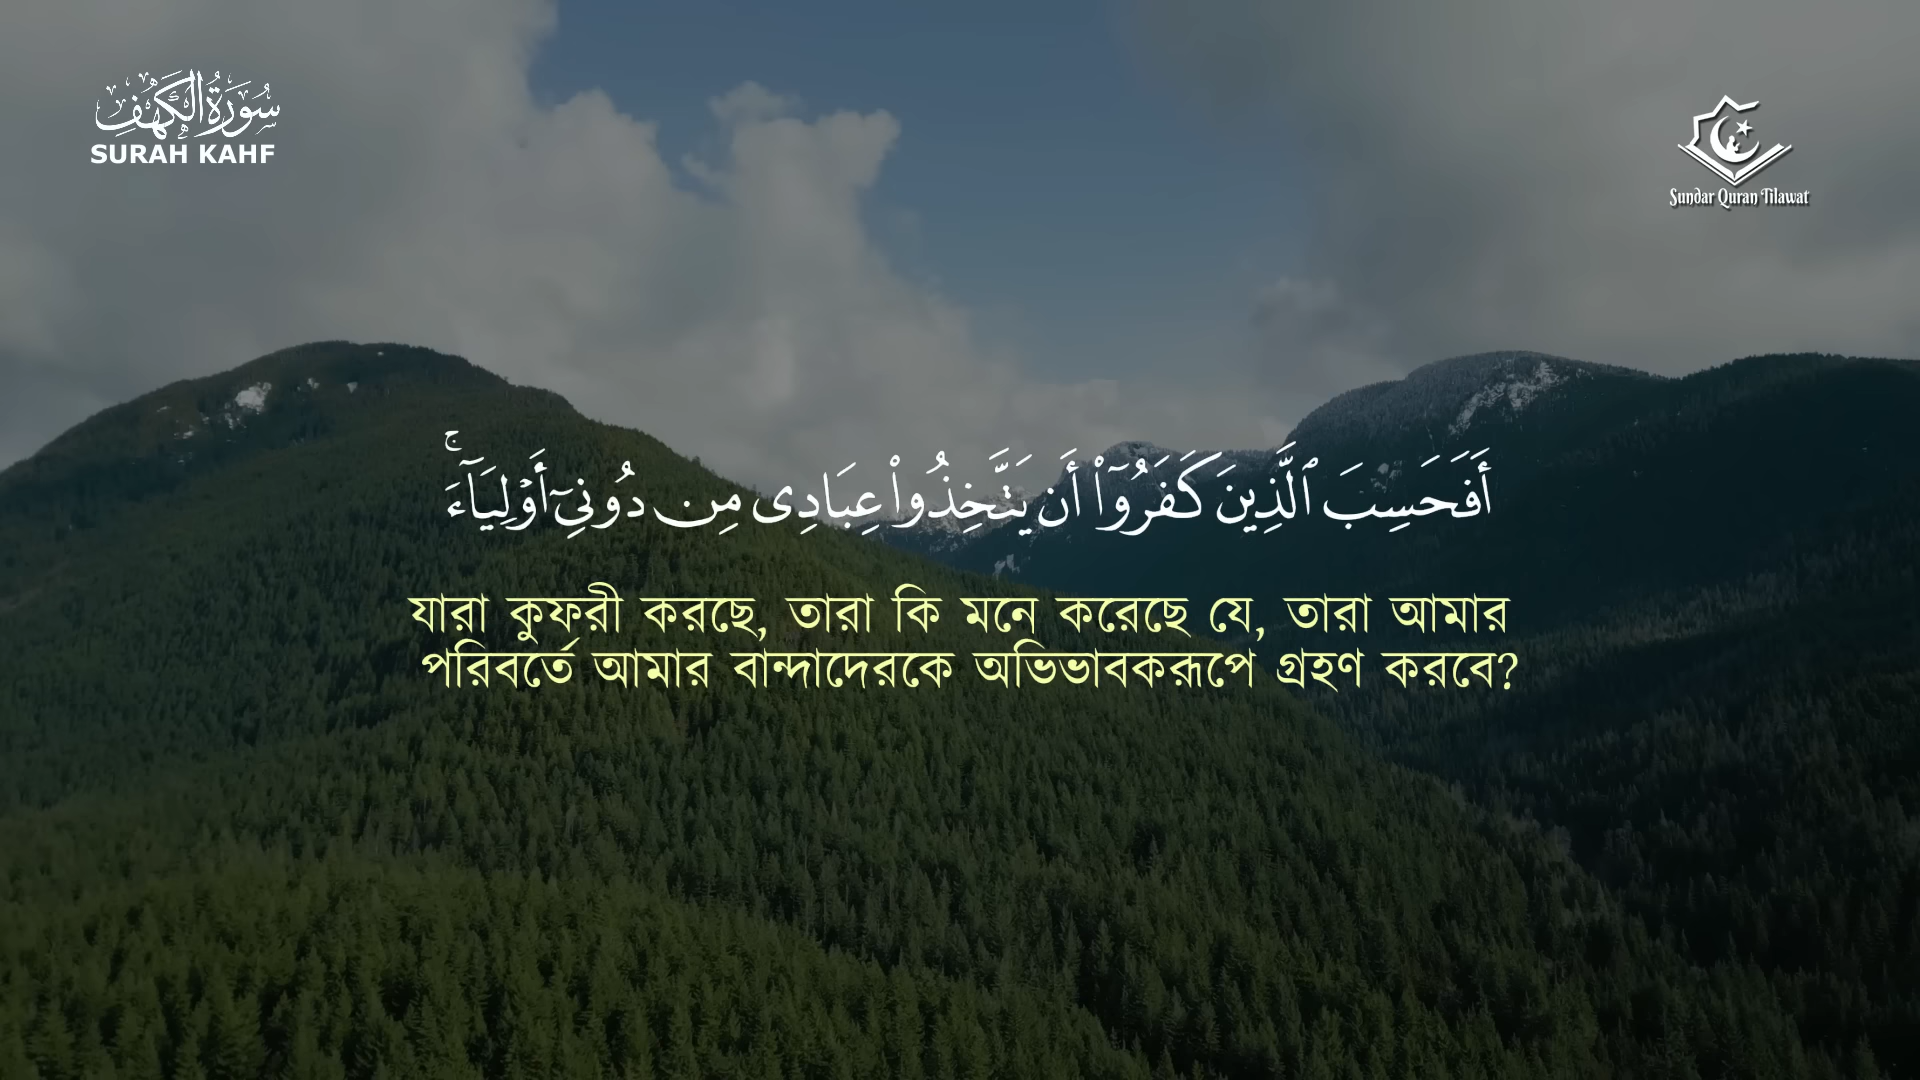 سُورَةُ الْكَهْفِ
SURAH KAHF
Sundar Quran Tilawat
أَفَحَسِبَ ٱلَّذِينَ كَفَرُوٓا۟ أَن يَتَّخِذُوا۟ عِبَادِى مِن دُونِىٓ أَوْلِيَآءَ ۚ
যারা কুফরী করছে, তারা কি মনে করেছে যে, তারা আমার
পরিবর্তে আমার বান্দাদেরকে অভিভাবকরূপে গ্রহণ করবে?